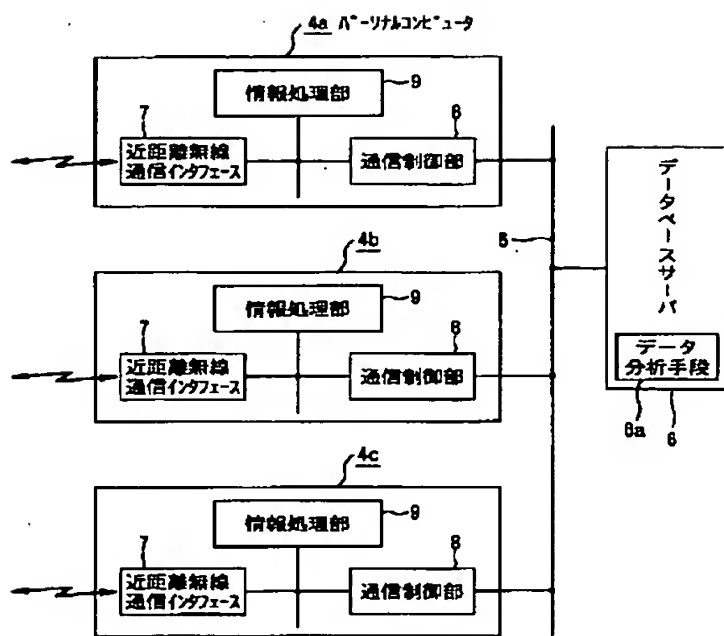 4a パーソナルコンピュータ
情報処理部
9
7
近距離無線
通信インタフェース
8
通信制御部
4b
情報処理部
9
7
近距離無線
通信インタフェース
8
通信制御部
4c
情報処理部
9
7
近距離無線
通信インタフェース
8
通信制御部
5
データベースサーバ
データ
分析手段
6a
6